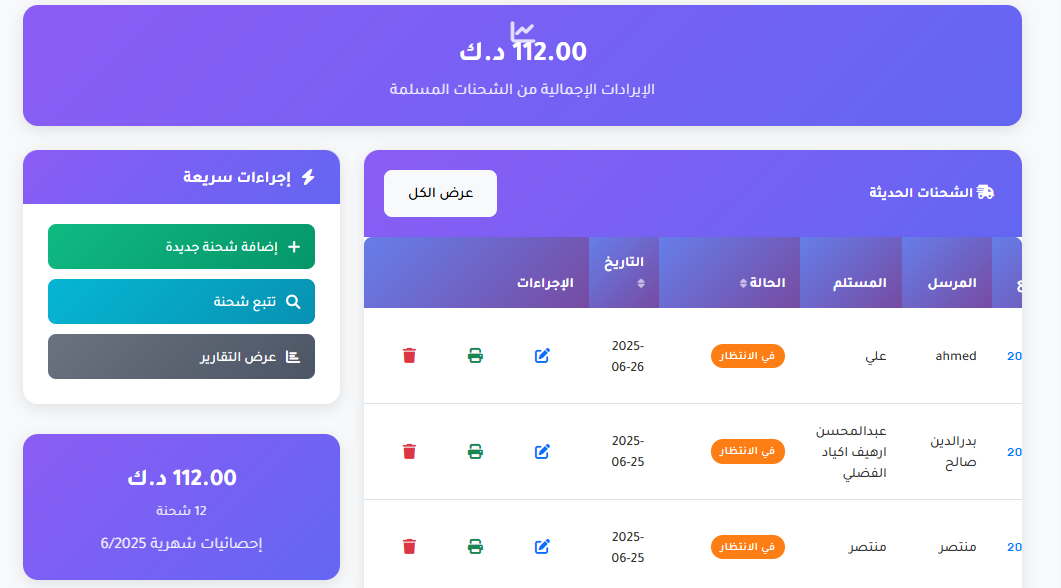 112.00 د.ك
الإيرادات الإجمالية من الشحنات المسلمة
الشحنات الحديثة
عرض الكل
المرسل
المستلم
الحالة
التاريخ
الإجراءات
20
ahmed
علي
في الانتظار
2025-
06-26
20
بدرالدين
صالح
عبدالمحسن
ارهيف اكياد
الفضلي
في الانتظار
2025-
06-25
20
منتصر
منتصر
في الانتظار
2025-
06-25
إجراءات سريعة
إضافة شحنة جديدة
تتبع شحنة
عرض التقارير
112.00 د.ك
12 شحنة
إحصائيات شهرية 6/2025